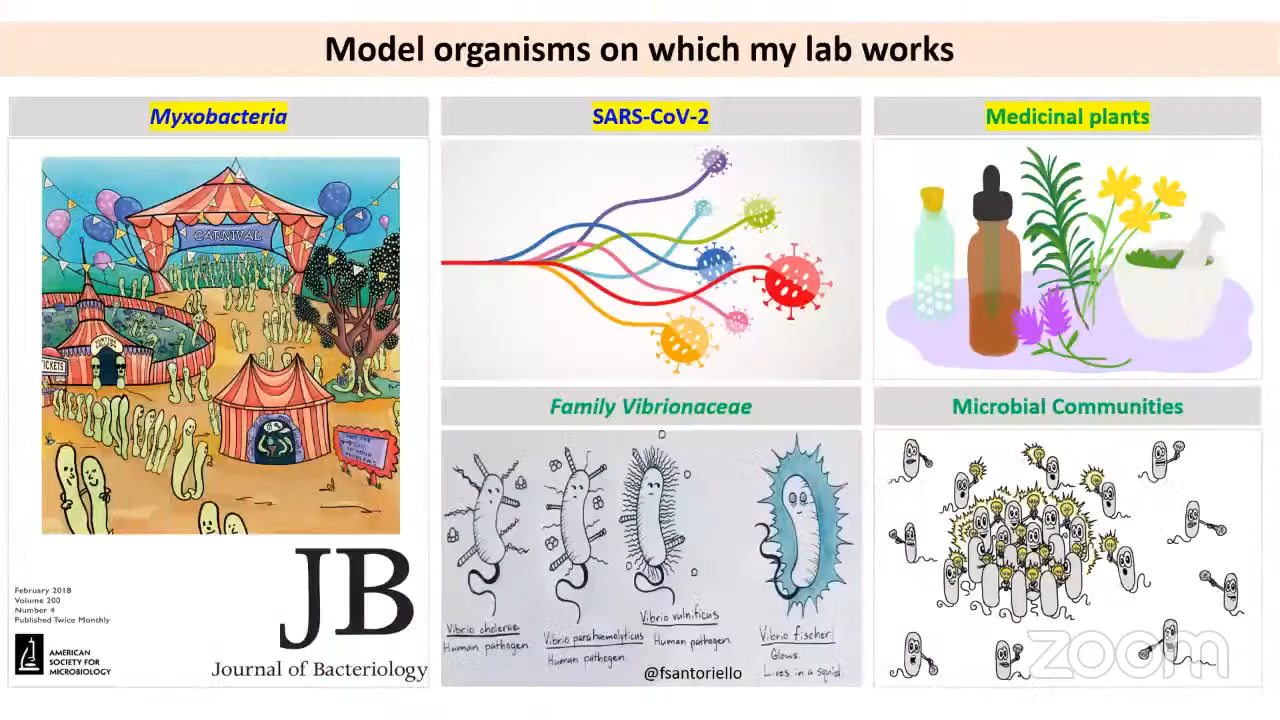 Model organisms on which my lab works
Myxobacteria
CARNIVAL
TICKETS
February 2018
Volume 200
Number 4
Published Twice Monthly
AMERICAN
SOCIETY FOR
MICROBIOLOGY
JB
Journal of Bacteriology
SARS-CoV-2
Medicinal plants
Family Vibrionaceae
Vibrio cholerae
Human pathogen.
Vibrio parahaemolyticus
Human pathogen.
Vibrio vulnificus
Human pathogen.
Vibrio fischeri
Glows.
Lives in a squid.
@fsantoriello
Microbial Communities
zoom